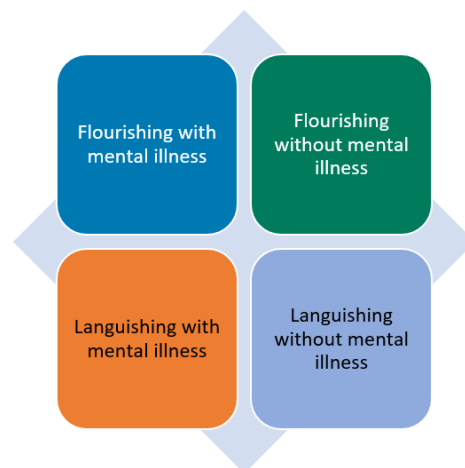 Flourishing with
mental illness
Flourishing
without mental
illness
Languishing with
mental illness
Languishing
without mental
illness